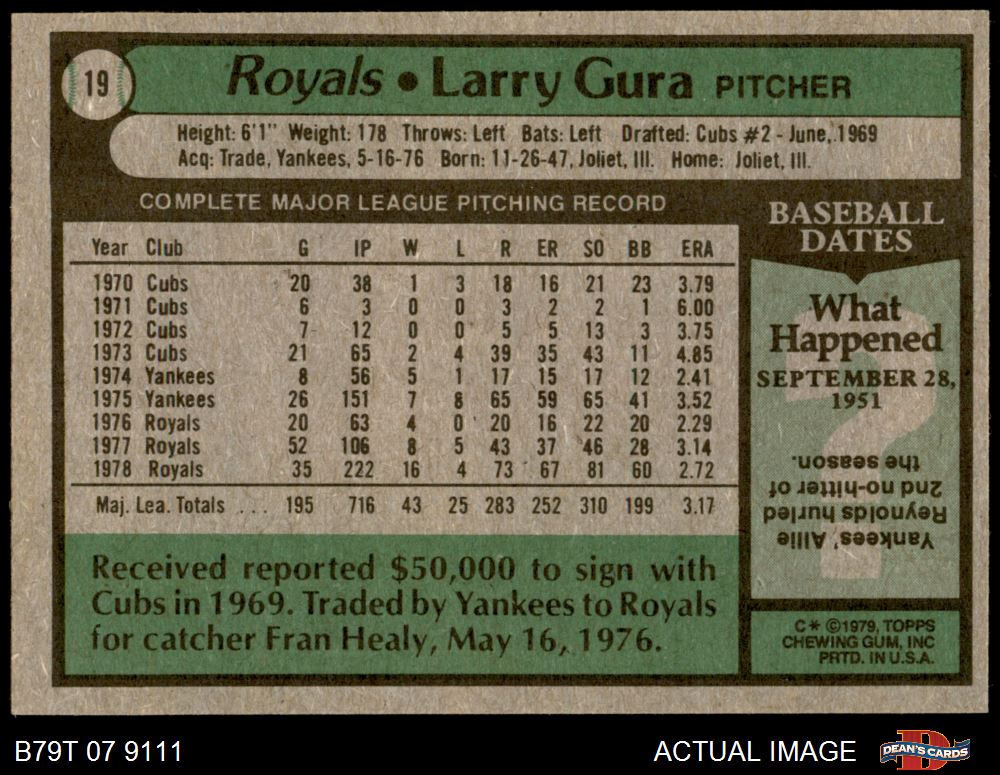 19
Royals • Larry Gura PITCHER
Height: 6'1" Weight: 178 Throws: Left Bats: Left Drafted: Cubs #2 - June, 1969
Acq: Trade, Yankees, 5-16-76 Born: 11-26-47, Joliet, Ill. Home: Joliet, Ill.
COMPLETE MAJOR LEAGUE PITCHING RECORD
Year Club G IP W L R ER SO BB ERA
1970 Cubs 20 38 1 3 18 16 21 23 3.79
1971 Cubs 6 3 0 0 3 2 2 1 6.00
1972 Cubs 7 12 0 0 5 5 13 3 3.75
1973 Cubs 21 65 2 4 39 35 43 11 4.85
1974 Yankees 8 56 5 1 17 15 17 12 2.41
1975 Yankees 26 151 7 8 65 59 65 41 3.52
1976 Royals 20 63 4 0 20 16 22 20 2.29
1977 Royals 52 106 8 5 43 37 46 28 3.14
1978 Royals 35 222 16 4 73 67 81 60 2.72
Maj. Lea. Totals ... 195 716 43 25 283 252 310 199 3.17
Received reported $50,000 to sign with
Cubs in 1969. Traded by Yankees to Royals
for catcher Fran Healy, May 16, 1976.
BASEBALL
DATES
What
Happened
SEPTEMBER 28,
1951
?
Yankees' Allie
Reynolds hurled
2nd no-hitter of
the season.
C* ©1979, TOPPS
CHEWING GUM, INC
PRTD. IN U.S.A.
B79T 07 9111
ACTUAL IMAGE
D
DEAN'S CARDS